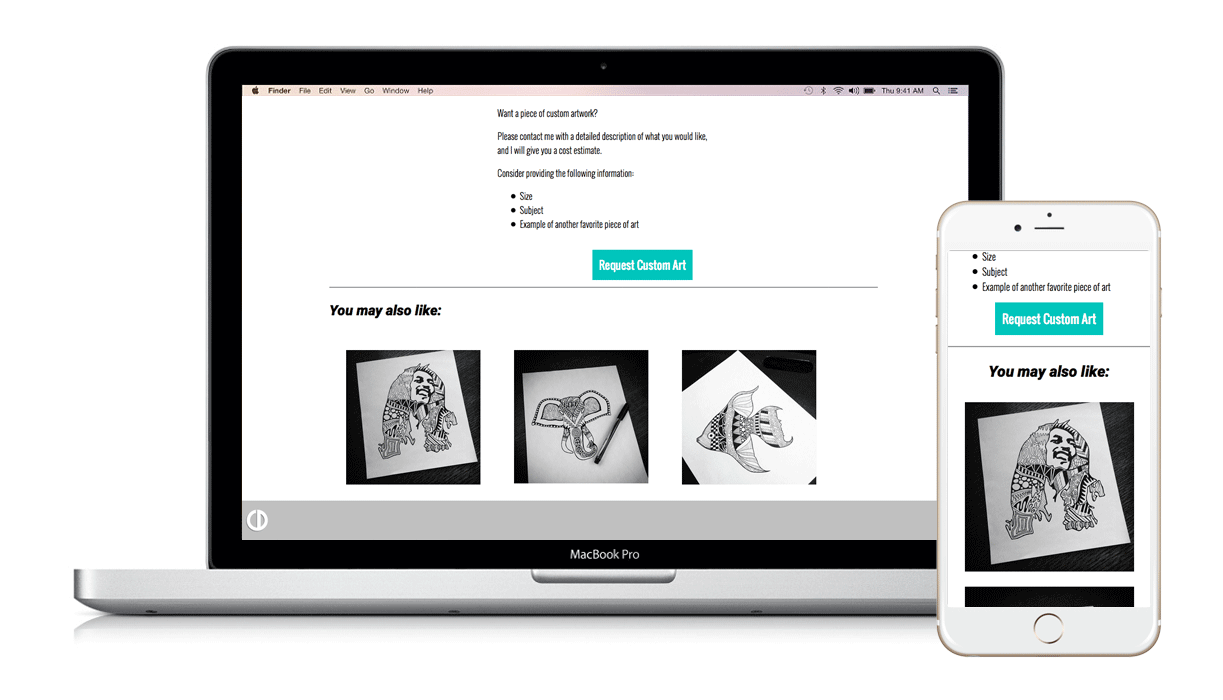 Finder File Edit View Go Window Help Thu 9:41 AM
Want a piece of custom artwork?
Please contact me with a detailed description of what you would like,
and I will give you a cost estimate.
Consider providing the following information:
Size
Subject
Example of another favorite piece of art
Request Custom Art
You may also like:
MacBook Pro
Size
Subject
Example of another favorite piece of art
Request Custom Art
You may also like: